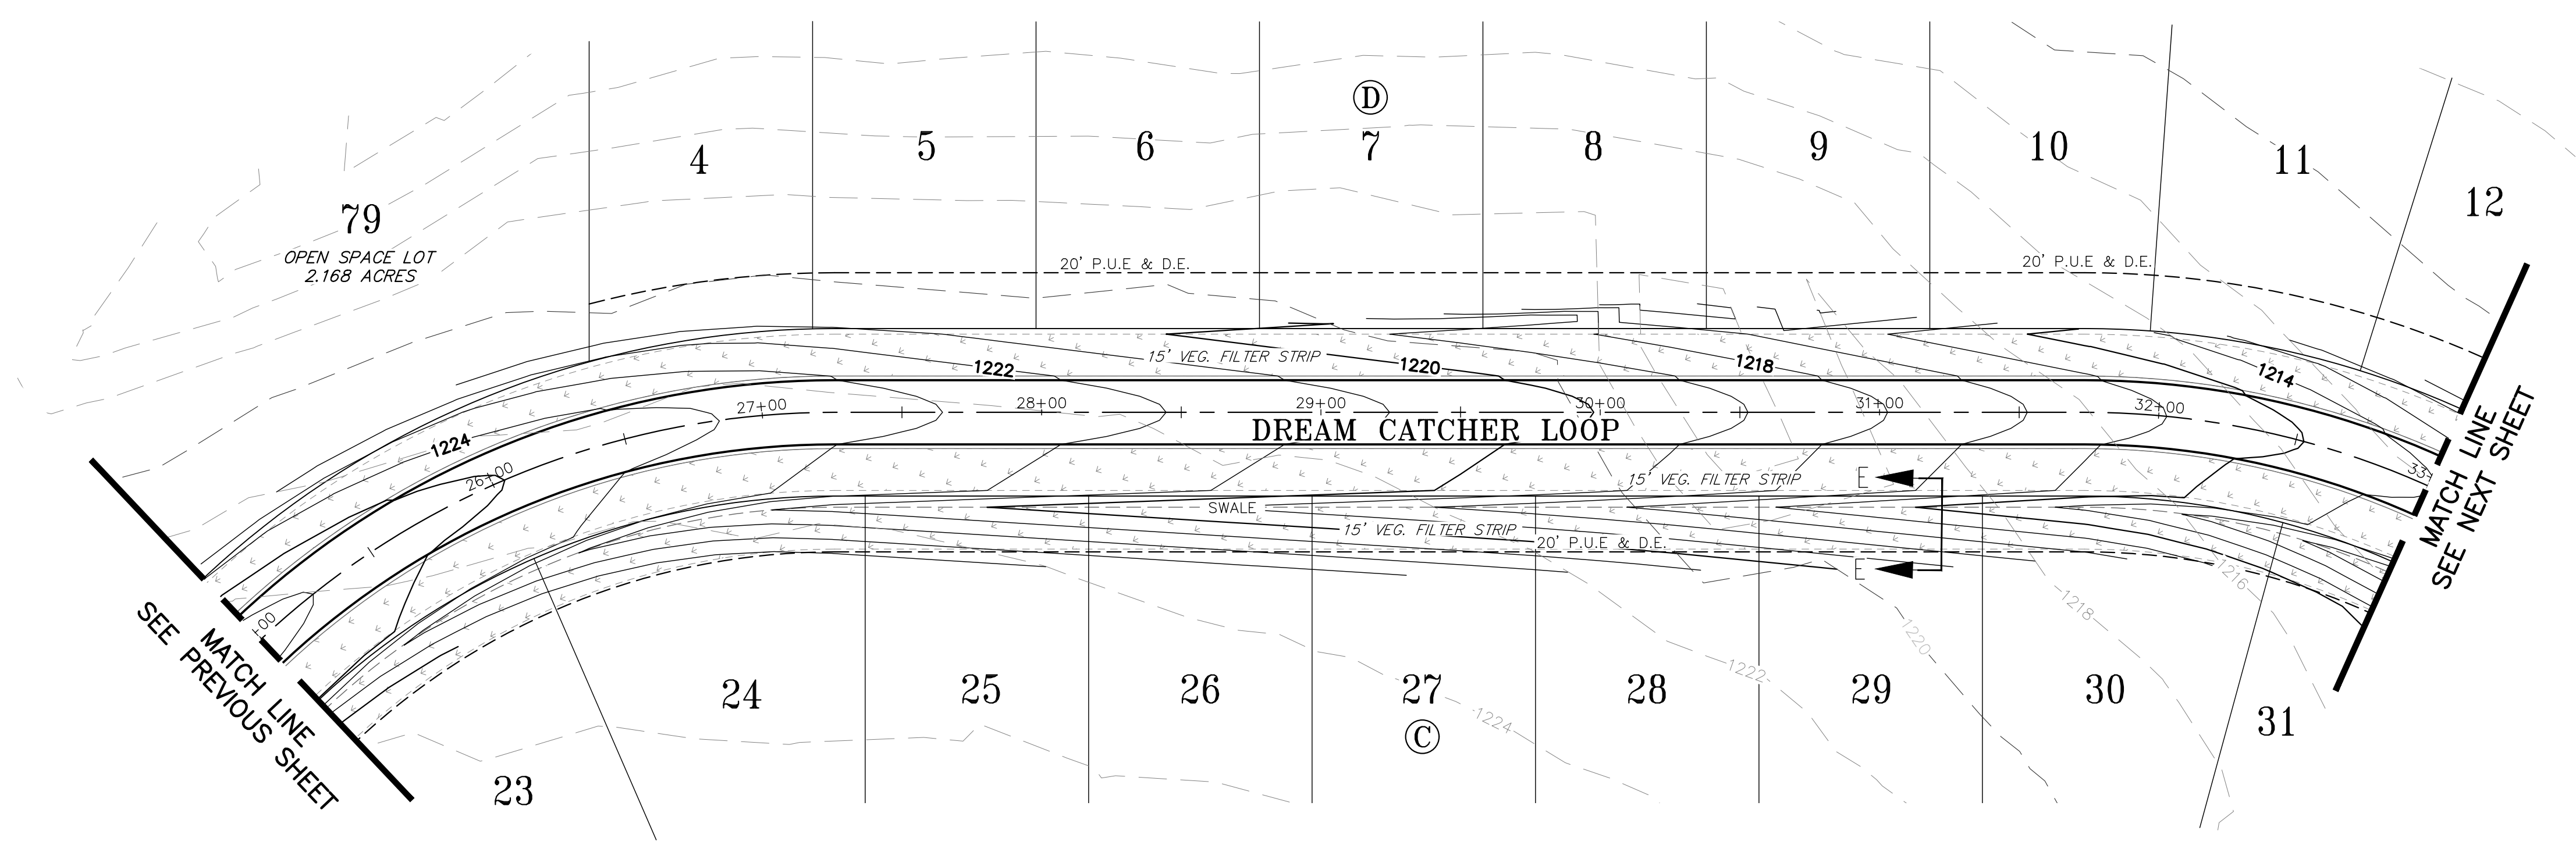 D
4
5
6
7
8
9
10
11
12
79
OPEN SPACE LOT
2.168 ACRES
20' P.U.E & D.E.
20' P.U.E & D.E.
15' VEG. FILTER STRIP
1222
1220
1218
1214
1224
26+00
27+00
28+00
29+00
30+00
31+00
32+00
33+
+00
DREAM CATCHER LOOP
15' VEG. FILTER STRIP
E
SWALE
15' VEG. FILTER STRIP
20' P.U.E & D.E.
E
1216
1218
1220
1222
1224
23
24
25
26
27
28
29
30
31
C
MATCH LINE
SEE PREVIOUS SHEET
MATCH LINE
SEE NEXT SHEET